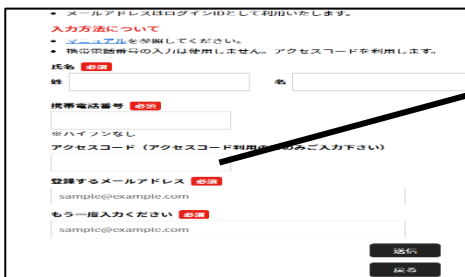 • メールアドレスはログインIDとして利用いたします。
入力方法について
• マニュアルを参照してください。
• 携帯電話番号の入力は使用しません。アクセスコードを利用します。
氏名 必須
姓 名
携帯電話番号 必須
※ハイフンなし
アクセスコード（アクセスコード利用の のみご入力下さい）
登録するメールアドレス 必須
sample@example.com
もう一度入力ください 必須
sample@example.com
送信
戻る